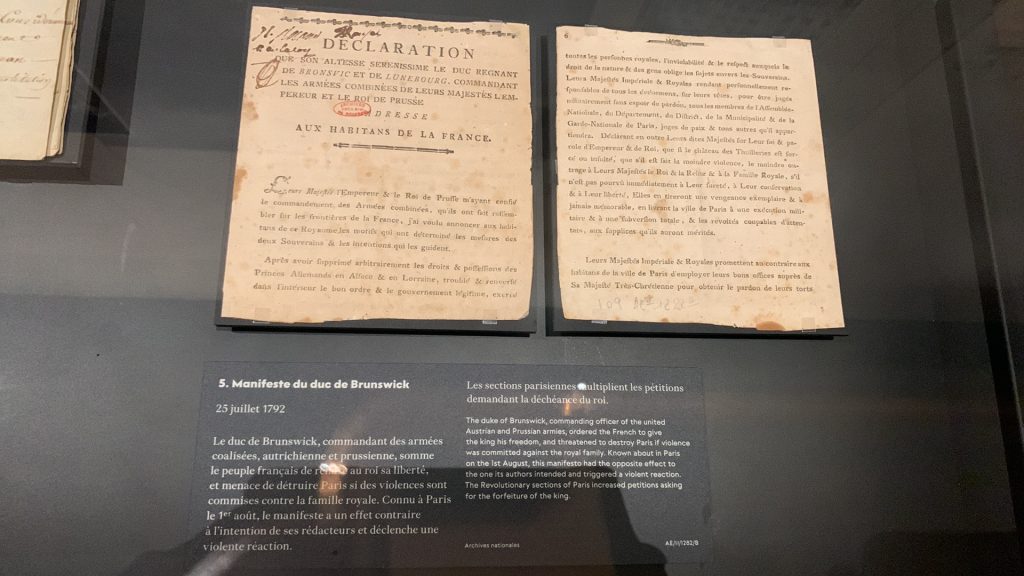 DÉCLARATION
QUE SON ALTESSE SERENISSIME LE DUC REGNANT
DE BRONSVIC ET DE LUNEBOURG, COMMANDANT
LES ARMÉES COMBINÉES DE LEURS MAJESTÉS L'EM-
PEREUR ET LE ROI DE PRUSSE
ADRESSE
AUX HABITANS DE LA FRANCE.
Leurs Majestés l'Empereur & le Roi de Prusse m'ayant confié
le commandement des Armées combinées, qu'ils ont fait rassem-
bler sur les frontières de la France, j'ai voulu annoncer aux habi-
tans de ce Royaume les motifs qui ont déterminé les mesures des
deux Souverains & les intentions qui les guident.
Après avoir supprimé arbitrairement les droits & possessions des
Princes Allemands en Alsace & en Lorraine, troublé & renversé
dans l'intérieur le bon ordre & le gouvernement légitime, exercé
6
toutes les personnes royales, l'inviolabilité & le respect auxquels le
droit de la nature & des gens oblige les sujets envers les Souverains.
Leurs Majestés Impériale & Royales rendant personnellement res-
ponsables de tous les événemens, sur leurs têtes, pour être jugés
militairement sans espoir de pardon, tous les membres de l'Assemblée-
Nationale, du Département, du District, de la Municipalité & de la
Garde-Nationale de Paris, juges de paix & tous autres qu'il appar-
tiendra. Déclarant en outre Leurs dites Majestés sur Leur foi & pa-
role d'Empereur & de Roi, que si le château des Thuilleries est for-
cé ou insulté, que s'il est fait la moindre violence, le moindre ou-
trage à Leurs Majestés le Roi & la Reine & à la Famille Royale, s'il
n'est pas pourvû immédiatement à Leur sureté, à Leur conservation
& à Leur liberté, Elles en tireront une vengeance exemplaire & à
jamais mémorable, en livrant la ville de Paris à une exécution mili-
taire & à une subversion totale, & les révoltés coupables d'atten-
tats, aux supplices qu'ils auront mérités.
Leurs Majestés Impériale & Royales promettent au contraire aux
habitans de la ville de Paris d'employer leurs bons offices auprès de
Sa Majesté Très-Chrétienne pour obtenir le pardon de leurs torts
5. Manifeste du duc de Brunswick
25 juillet 1792
Le duc de Brunswick, commandant des armées
coalisées, autrichienne et prussienne, somme
le peuple français de rendre au roi sa liberté,
et menace de détruire Paris si des violences sont
commises contre la famille royale. Connu à Paris
le 1er août, le manifeste a un effet contraire
à l'intention de ses rédacteurs et déclenche une
violente réaction.
Les sections parisiennes multiplient les pétitions
demandant la déchéance du roi.
The duke of Brunswick, commanding officer of the united
Austrian and Prussian armies, ordered the French to give
the king his freedom, and threatened to destroy Paris if violence
was committed against the royal family. Known about in Paris
on the 1st August, this manifesto had the opposite effect to
the one its authors intended and triggered a violent reaction.
The Revolutionary sections of Paris increased petitions asking
for the forfeiture of the king.
Archives nationales
AE/II/1282/B